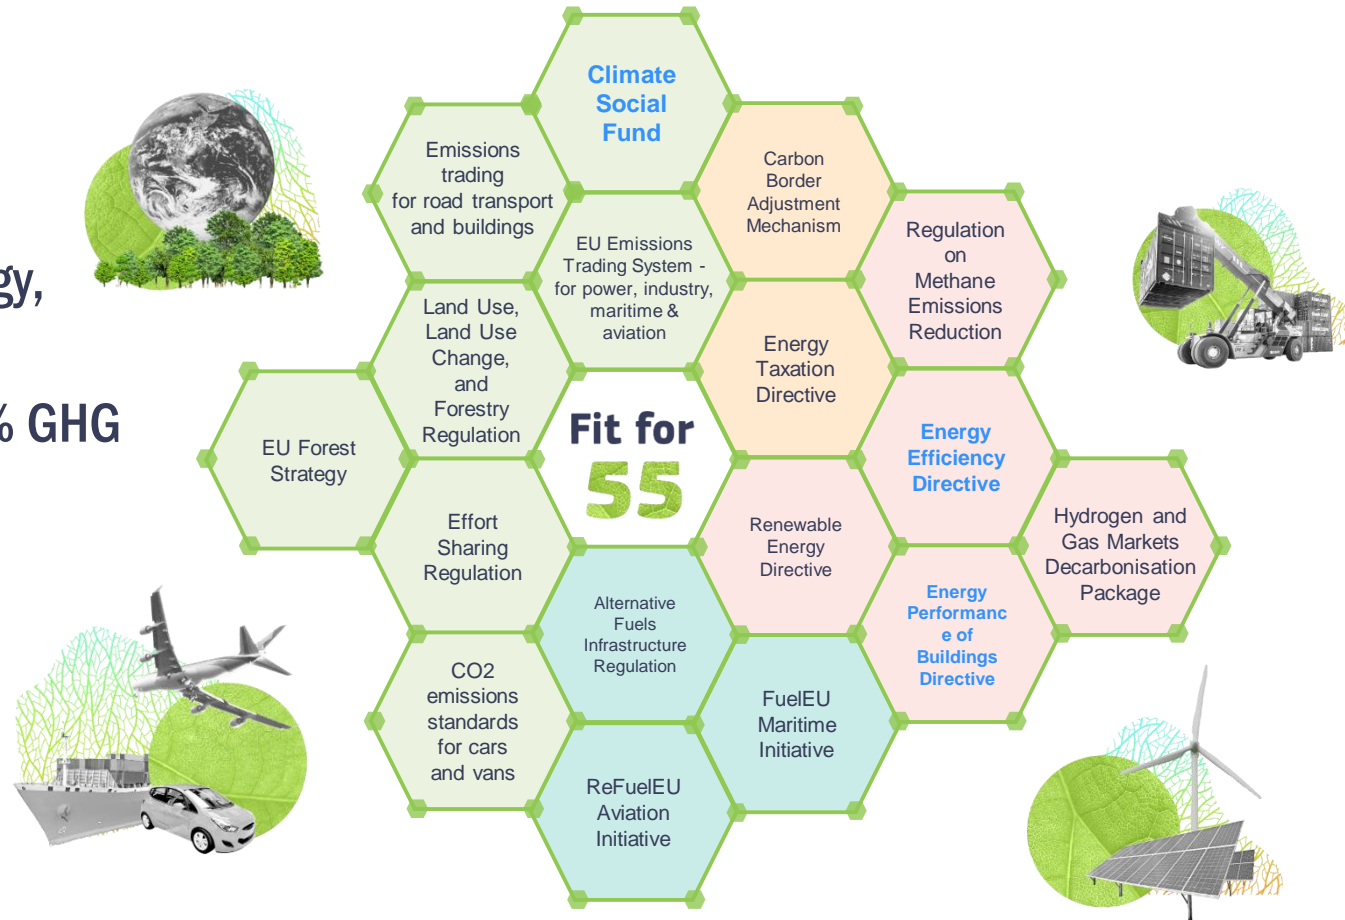 gy,
% GHG
Climate
Social
Fund
Emissions
trading
for road transport
and buildings
Carbon
Border
Adjustment
Mechanism
EU Emissions
Trading System -
for power, industry,
maritime &
aviation
Regulation
on
Methane
Emissions
Reduction
Land Use,
Land Use
Change,
and
Forestry
Regulation
Energy
Taxation
Directive
Fit for
55
EU Forest
Strategy
Energy
Efficiency
Directive
Effort
Sharing
Regulation
Renewable
Energy
Directive
Hydrogen and
Gas Markets
Decarbonisation
Package
Alternative
Fuels
Infrastructure
Regulation
Energy
Performanc
e of
Buildings
Directive
CO2
emissions
standards
for cars
and vans
FuelEU
Maritime
Initiative
ReFuelEU
Aviation
Initiative